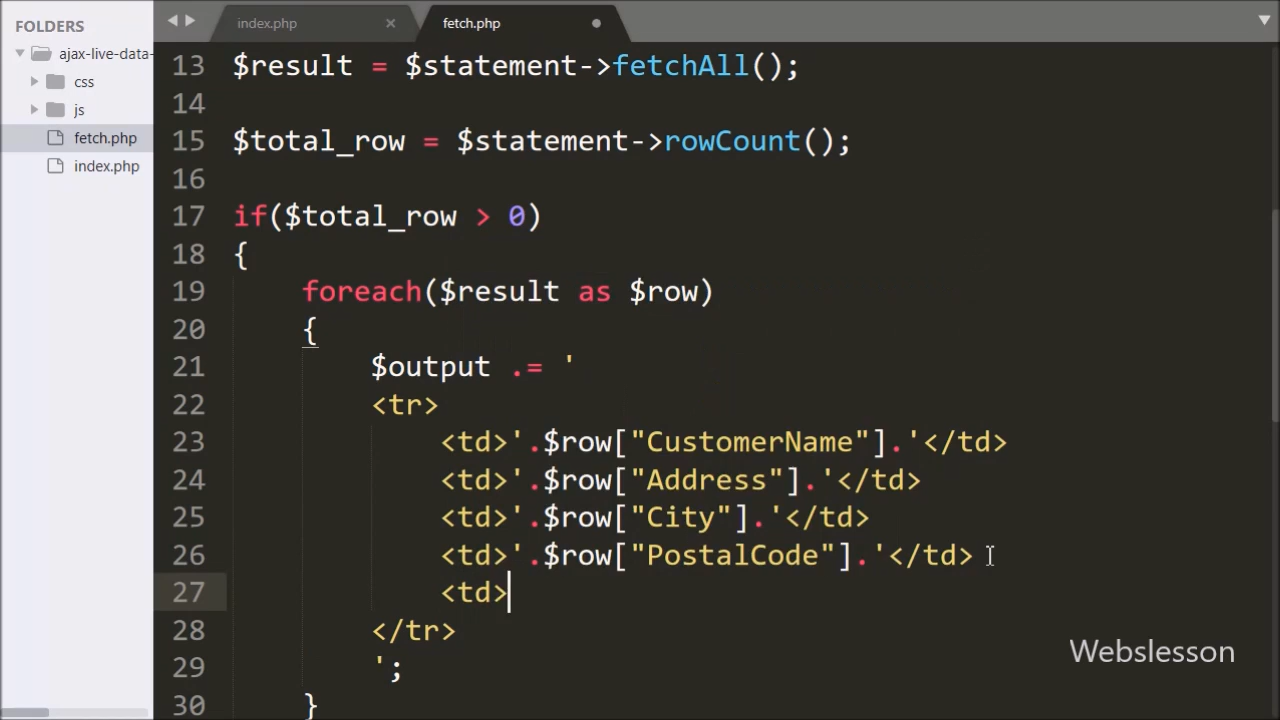 FOLDERS
ajax-live-data-
css
js
fetch.php
index.php
index.php ×
fetch.php
13 $result = $statement->fetchAll();
14
15 $total_row = $statement->rowCount();
16
17 if($total_row > 0)
18 {
19 foreach($result as $row)
20 {
21 $output .= '
22 <tr>
23 <td>'.$row["CustomerName"].'</td>
24 <td>'.$row["Address"].'</td>
25 <td>'.$row["City"].'</td>
26 <td>'.$row["PostalCode"].'</td>
27 <td>
28 </tr>
29 ';
30 }
Webslesson